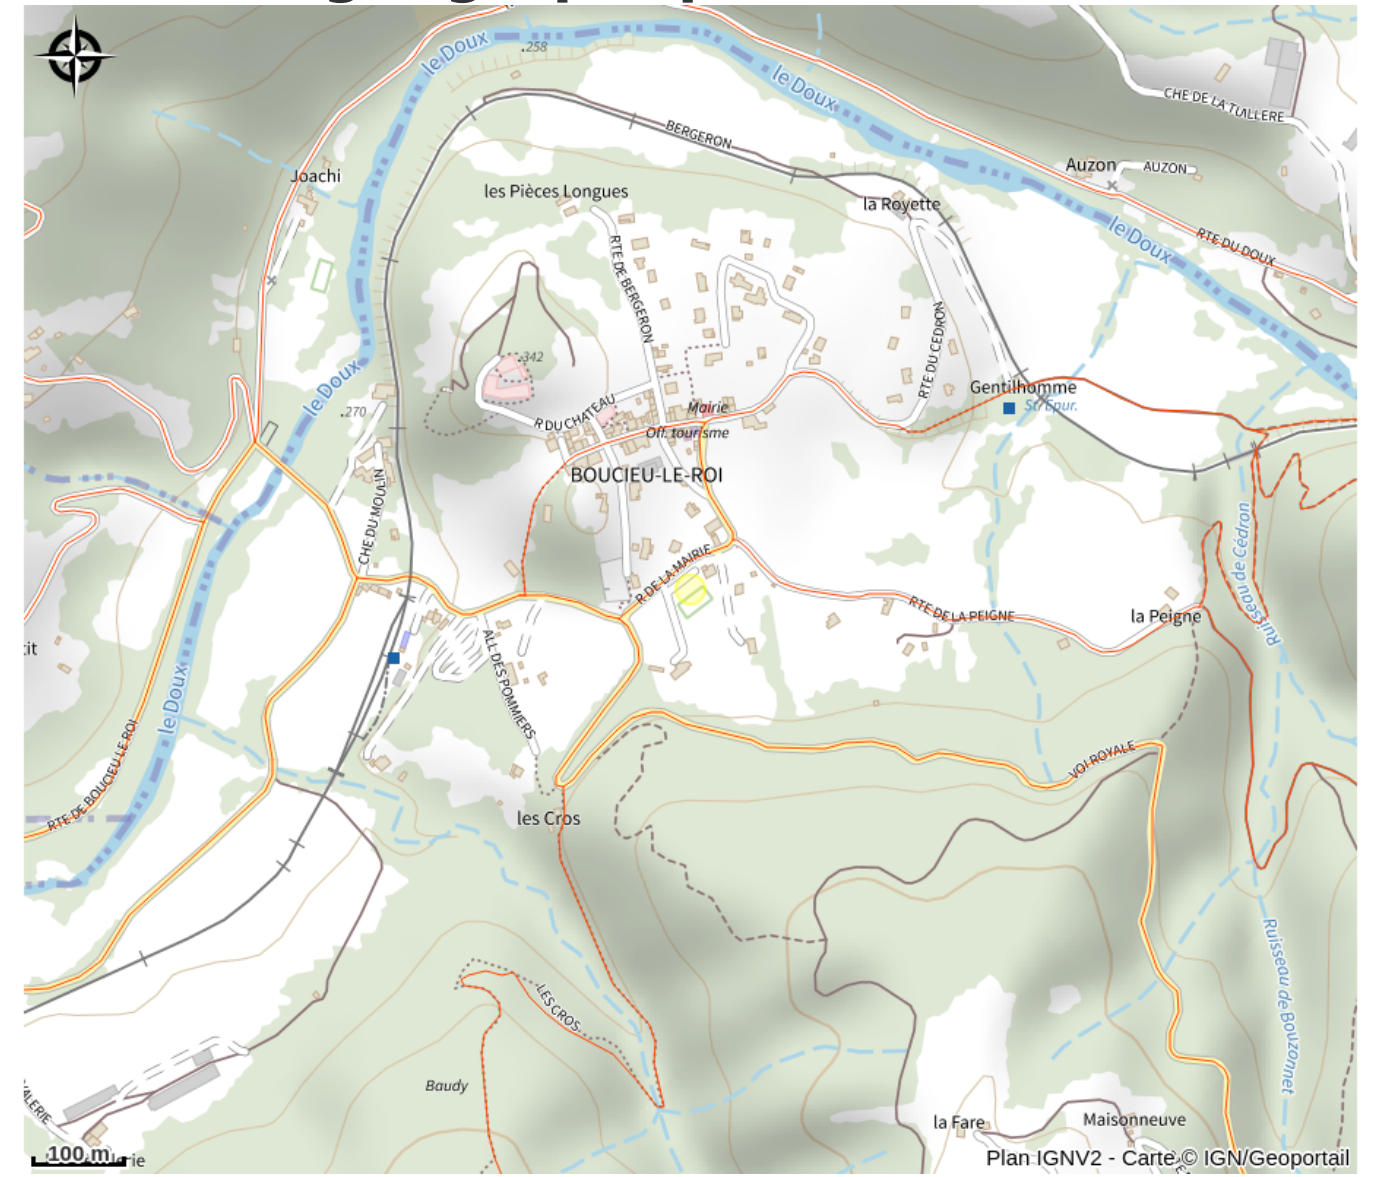 le Doux
.258
le Doux
CHE DE LA TUILLERE
BERGERON
Auzon
AUZON
Joachi
les Pièces Longues
la Royette
le Doux
RTE DU DOUX
RTE DE BERGERON
.342
RTE DU CEDRON
le Doux
Gentilhomme
St. Epur.
.270
R DU CHATEAU
Mairie
Off. tourisme
BOUCIEU-LE-ROI
CHE DU MOULIN
Ruisseau de Cédron
R DE LA MAIRIE
RTE DE LA PEIGNE
la Peigne
it
ALL DES POMMIERS
le Doux
RTE DE BOUCIEU LE ROI
VOI ROYALE
les Cros
Ruisseau de Bouzonnet
LES CROS
Baudy
ALERIE
la Fare
Maisonneuve
100 m
rie
Plan IGNV2 - Carte © IGN/Geoportail